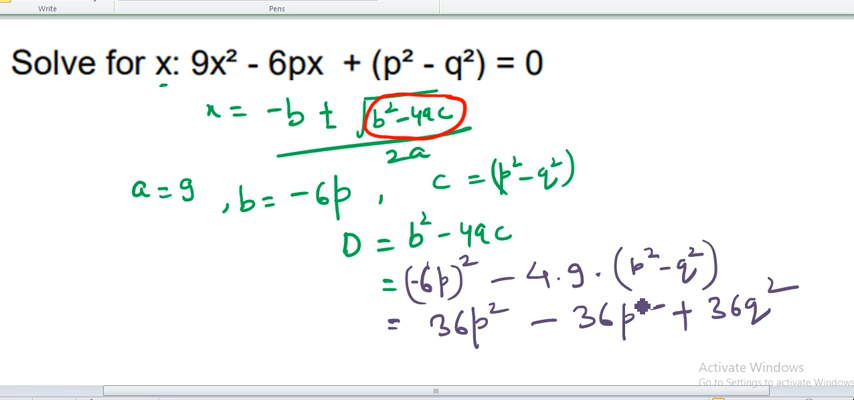 Write Pens
Solve for x: 9x² - 6px + (p² - q²) = 0
x = -b ± √b²-4ac
2a
a = 9 , b = -6p , c = (p² - q²)
D = b² - 4ac
= (-6p)² - 4.9.(p² - q²)
= 36p² - 36p + 36q²
Activate Windows
Go to Settings to activate Windows